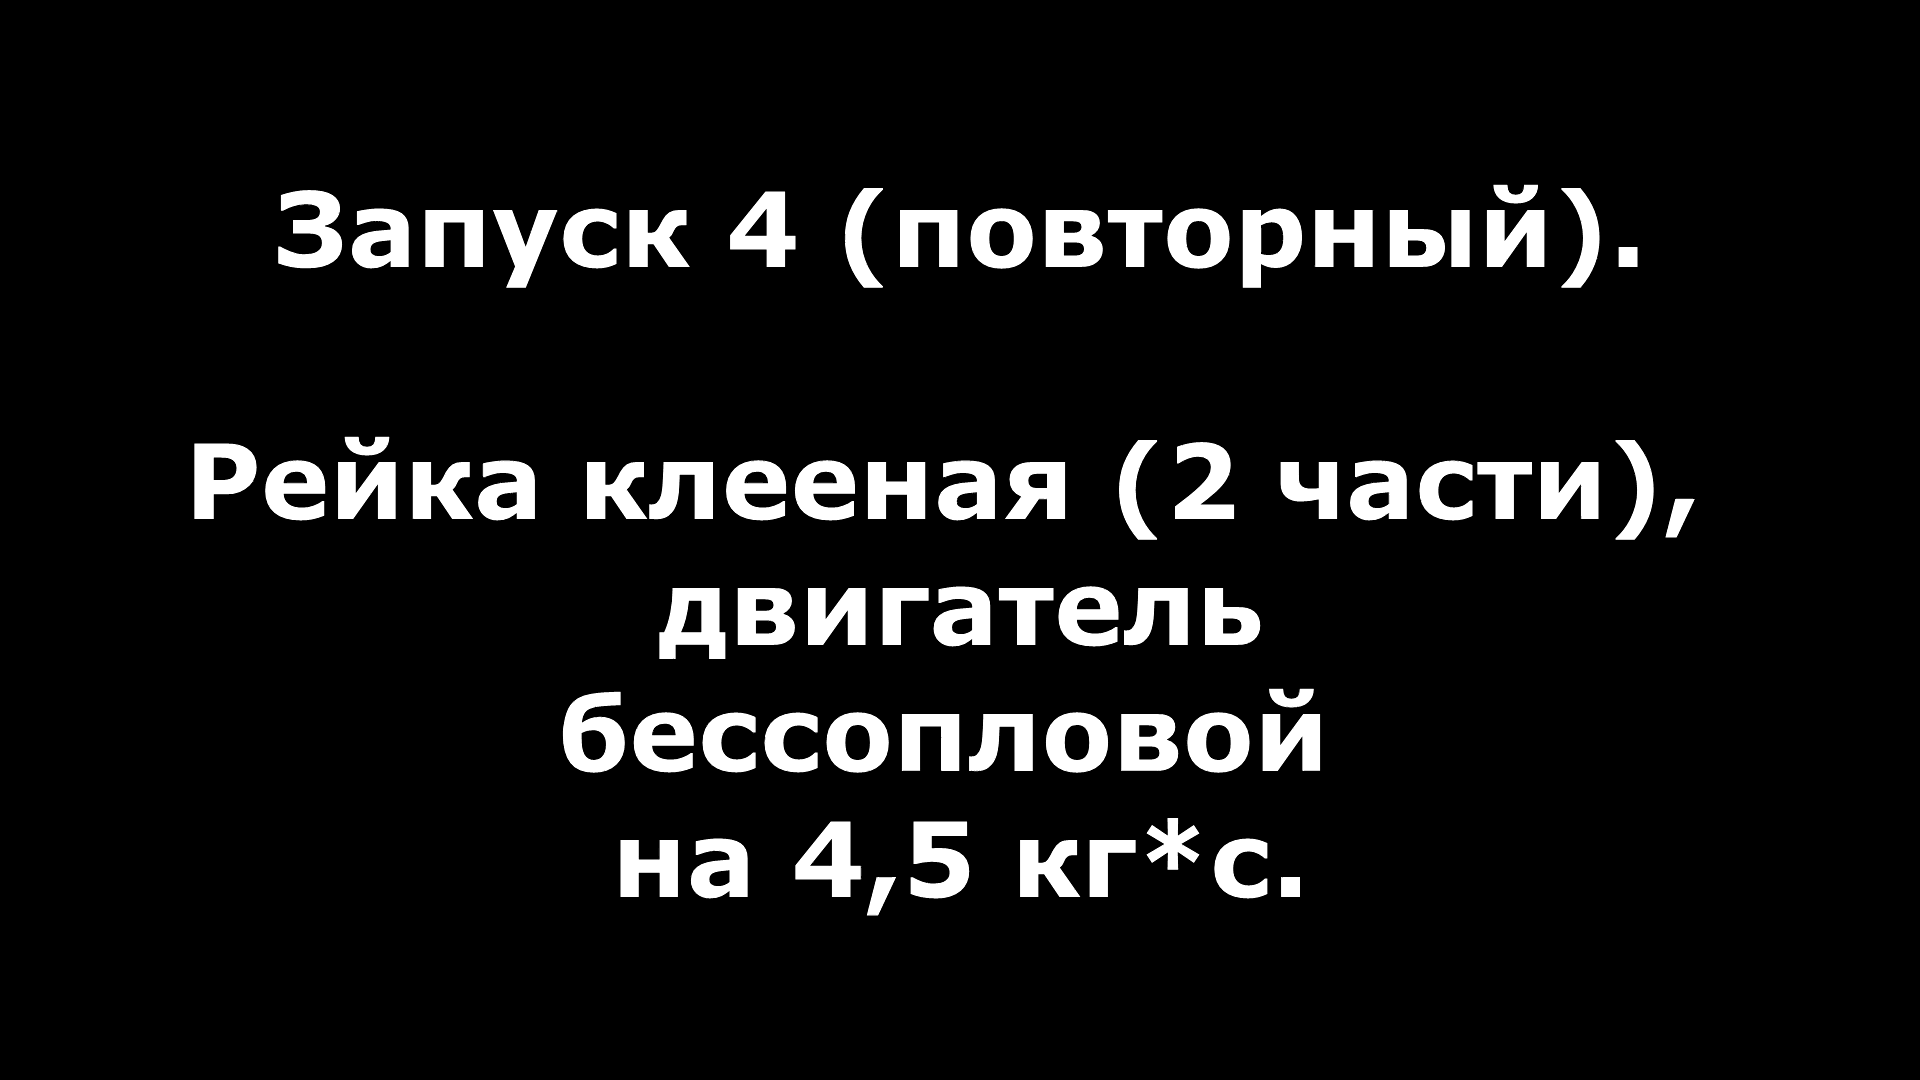 Запуск 4 (повторный).
Рейка клееная (2 части),
двигатель
бессопловой
на 4,5 кг*с.